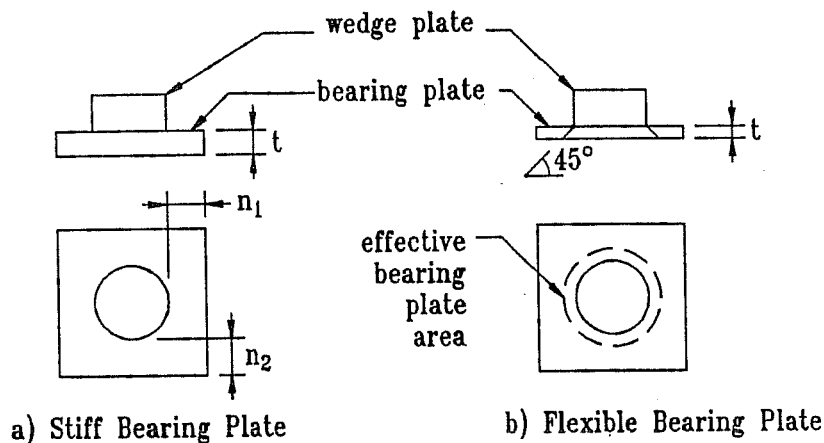 wedge plate
bearing plate
t
t
45°
n₁
effective
bearing
plate
area
n₂
a) Stiff Bearing Plate
b) Flexible Bearing Plate